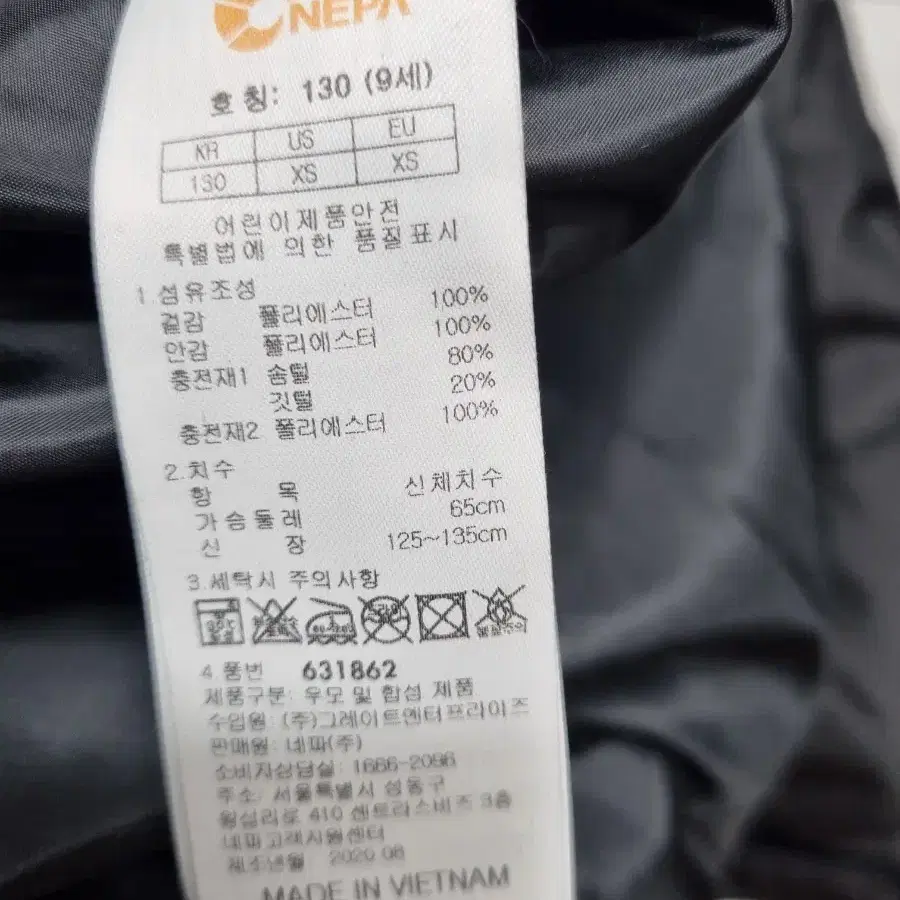 NEPA
호 칭: 130 (9세)
KR US EU
130 XS XS
어린이제품안전
특별법에 의한 품질표시
1.섬유조성
겉감 폴리에스터 100%
안감 폴리에스터 100%
충전재1 솜털 80%
깃털 20%
충전재2 폴리에스터 100%
2.치수
항 목 신체치수
가슴둘레 65cm
신 장 125~135cm
3.세탁시 주의사항
4.품번 631862
제품구분: 우모 및 합성 제품
수입원: (주)그레이트엔터프라이즈
판매원: 네파(주)
소비자상담실: 1666-2096
주소: 서울특별시 성동구
왕십리로 410 센트라스비즈 3층
네파고객지원센터
제조년월 2020.08
MADE IN VIETNAM